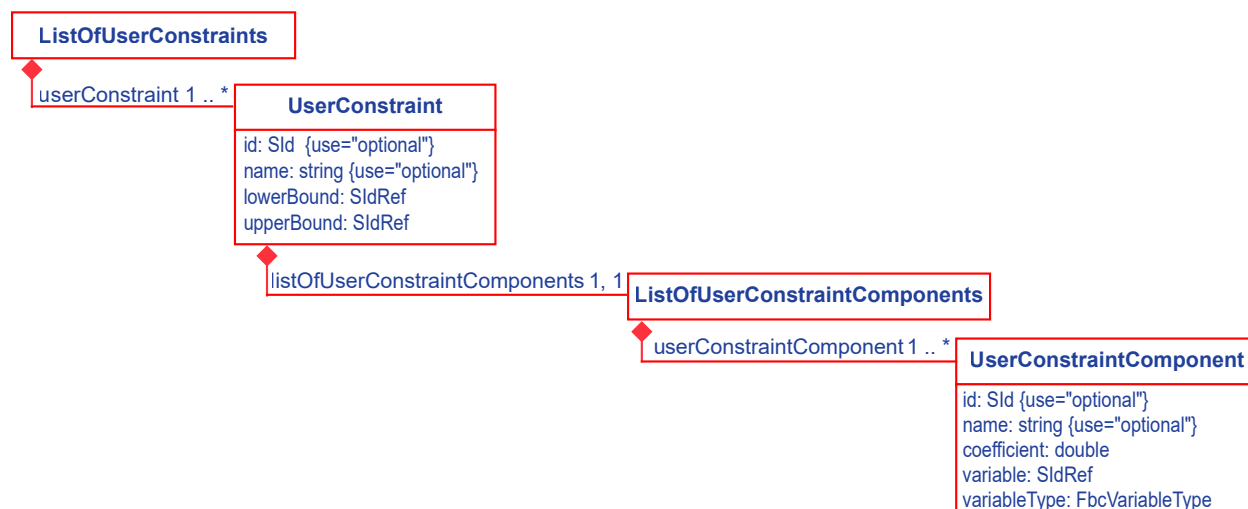 ListOfUserConstraints
userConstraint 1 .. *
UserConstraint
id: SId {use="optional"}
name: string {use="optional"}
lowerBound: SIdRef
upperBound: SIdRef
listOfUserConstraintComponents 1, 1
ListOfUserConstraintComponents
userConstraintComponent 1 .. *
UserConstraintComponent
id: SId {use="optional"}
name: string {use="optional"}
coefficient: double
variable: SIdRef
variableType: FbcVariableType